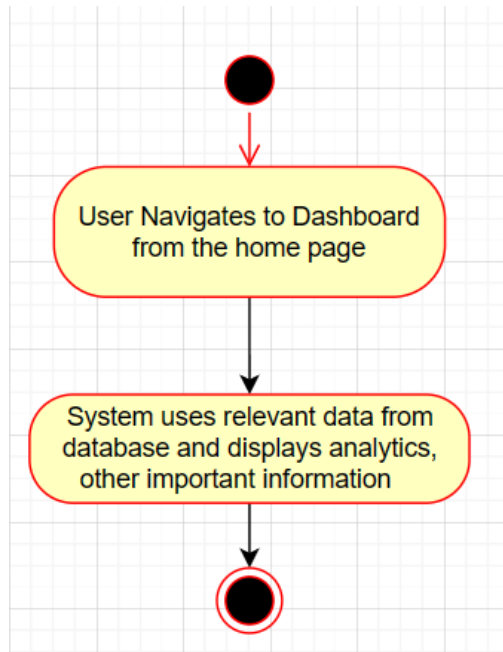 User Navigates to Dashboard
from the home page
System uses relevant data from
database and displays analytics,
other important information